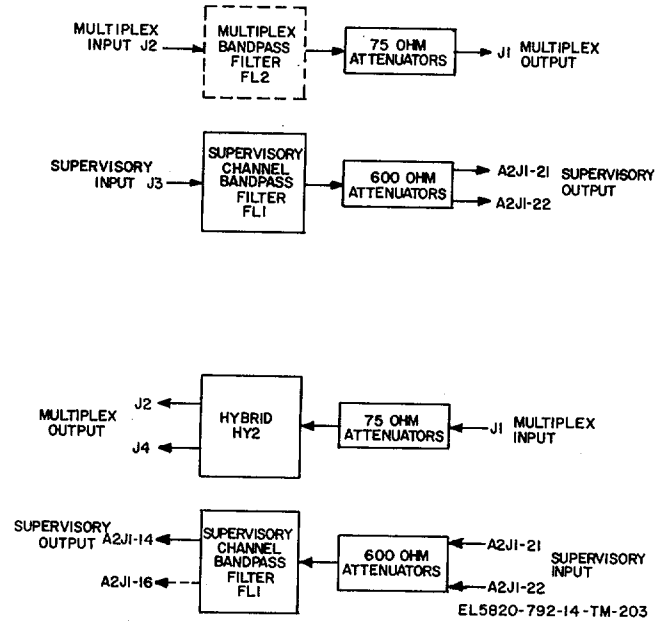 MULTIPLEX
INPUT J2
MULTIPLEX
BANDPASS
FILTER
FL2
75 OHM
ATTENUATORS
J1 MULTIPLEX
OUTPUT
SUPERVISORY
INPUT J3
SUPERVISORY
CHANNEL
BANDPASS
FILTER
FL1
600 OHM
ATTENUATORS
A2J1-21
A2J1-22
SUPERVISORY
OUTPUT
MULTIPLEX
OUTPUT
J2
J4
HYBRID
HY2
75 OHM
ATTENUATORS
J1 MULTIPLEX
INPUT
SUPERVISORY
OUTPUT A2J1-14
A2J1-16
SUPERVISORY
CHANNEL
BANDPASS
FILTER
FL1
600 OHM
ATTENUATORS
A2J1-21
A2J1-22
SUPERVISORY
INPUT
EL5820-792-14-TM-203